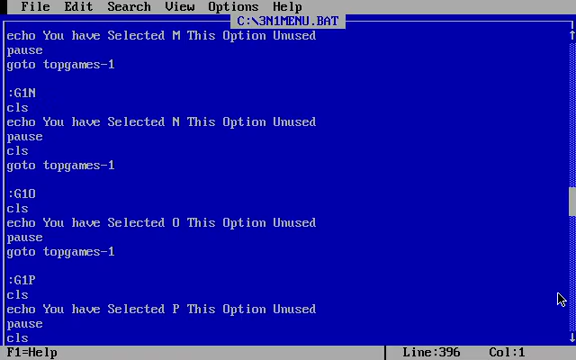 File Edit Search View Options Help
C:\3N1MENU.BAT
echo You have Selected M This Option Unused
pause
goto topgames-1
:G1N
cls
echo You have Selected N This Option Unused
pause
cls
goto topgames-1
:G1O
cls
echo You have Selected O This Option Unused
pause
goto topgames-1
:G1P
cls
echo You have Selected P This Option Unused
pause
cls
F1=Help Line:396 Col:1